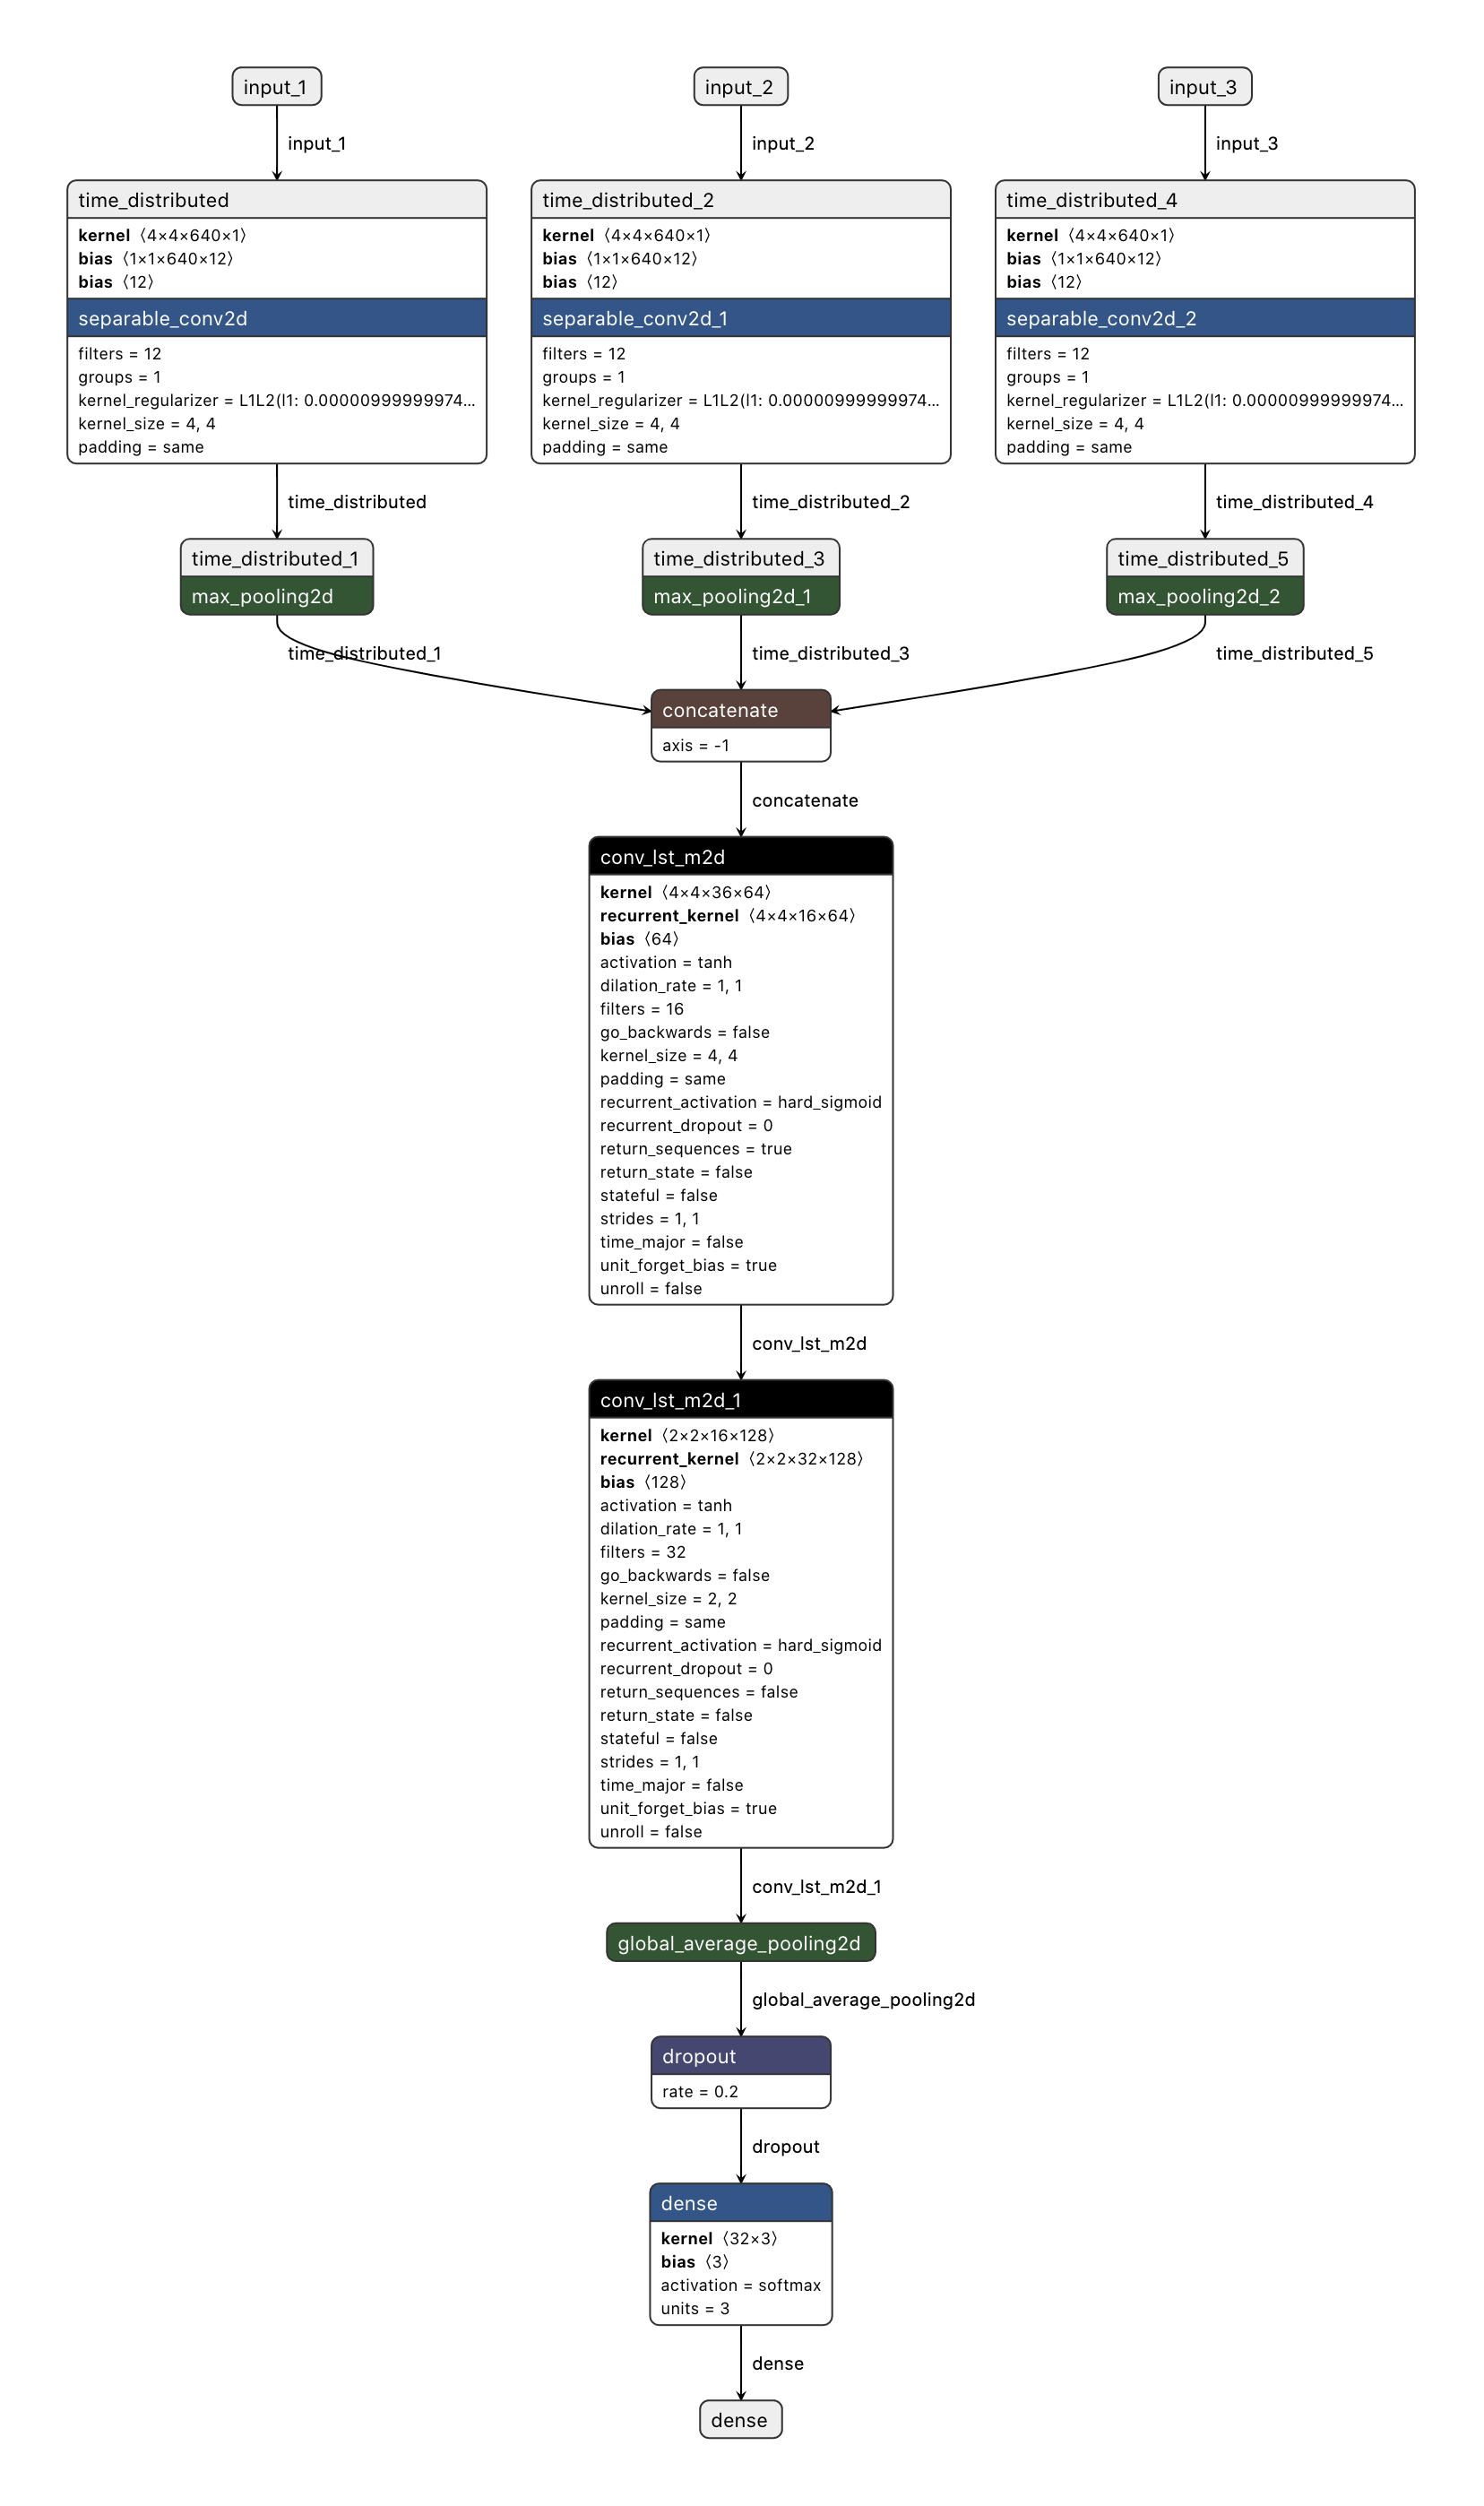 input_1
input_2
input_3
input_1
input_2
input_3
time_distributed
kernel 〈4×4×640×1〉
bias 〈1×1×640×12〉
bias 〈12〉
separable_conv2d
filters = 12
groups = 1
kernel_regularizer = L1L2(l1: 0.00000999999974...
kernel_size = 4, 4
padding = same
time_distributed_2
kernel 〈4×4×640×1〉
bias 〈1×1×640×12〉
bias 〈12〉
separable_conv2d_1
filters = 12
groups = 1
kernel_regularizer = L1L2(l1: 0.00000999999974...
kernel_size = 4, 4
padding = same
time_distributed_4
kernel 〈4×4×640×1〉
bias 〈1×1×640×12〉
bias 〈12〉
separable_conv2d_2
filters = 12
groups = 1
kernel_regularizer = L1L2(l1: 0.00000999999974...
kernel_size = 4, 4
padding = same
time_distributed
time_distributed_2
time_distributed_4
time_distributed_1
max_pooling2d
time_distributed_3
max_pooling2d_1
time_distributed_5
max_pooling2d_2
time_distributed_1
time_distributed_3
time_distributed_5
concatenate
axis = -1
concatenate
conv_lst_m2d
kernel 〈4×4×36×64〉
recurrent_kernel 〈4×4×16×64〉
bias 〈64〉
activation = tanh
dilation_rate = 1, 1
filters = 16
go_backwards = false
kernel_size = 4, 4
padding = same
recurrent_activation = hard_sigmoid
recurrent_dropout = 0
return_sequences = true
return_state = false
stateful = false
strides = 1, 1
time_major = false
unit_forget_bias = true
unroll = false
conv_lst_m2d
conv_lst_m2d_1
kernel 〈2×2×16×128〉
recurrent_kernel 〈2×2×32×128〉
bias 〈128〉
activation = tanh
dilation_rate = 1, 1
filters = 32
go_backwards = false
kernel_size = 2, 2
padding = same
recurrent_activation = hard_sigmoid
recurrent_dropout = 0
return_sequences = false
return_state = false
stateful = false
strides = 1, 1
time_major = false
unit_forget_bias = true
unroll = false
conv_lst_m2d_1
global_average_pooling2d
global_average_pooling2d
dropout
rate = 0.2
dropout
dense
kernel 〈32×3〉
bias 〈3〉
activation = softmax
units = 3
dense
dense